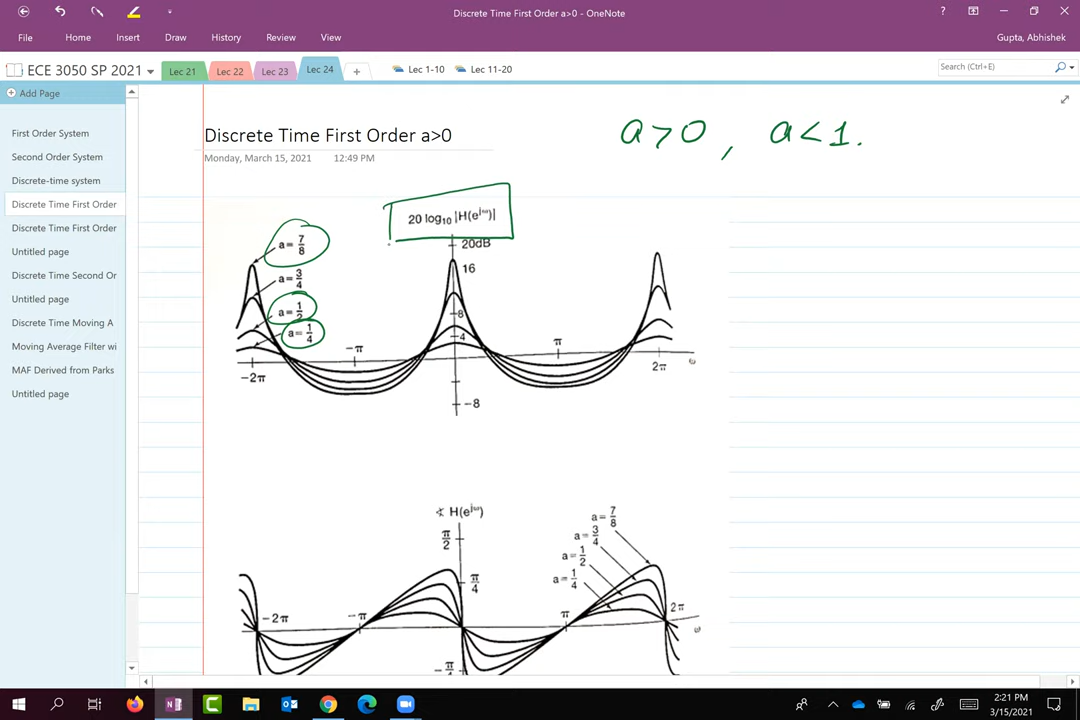 Discrete Time First Order a>0 - OneNote
File Home Insert Draw History Review View
Gupta, Abhishek
ECE 3050 SP 2021
Lec 21 Lec 22 Lec 23 Lec 24 + Lec 1-10 Lec 11-20
Search (Ctrl+E)
Add Page
First Order System
Second Order System
Discrete-time system
Discrete Time First Order
Discrete Time First Order
Untitled page
Discrete Time Second Or
Untitled page
Discrete Time Moving A
Moving Average Filter wi
MAF Derived from Parks
Untitled page
Discrete Time First Order a>0
Monday, March 15, 2021 12:49 PM
a>0, a<1.
20 log₁₀ |H(e^jω)|
20dB
16
8
4
-8
a= 7/8
a= 3/4
a= 1/2
a= 1/4
-2π -π π 2π ω
∢ H(e^jω)
π/2
π/4
-π/4
a= 7/8
a= 3/4
a= 1/2
a= 1/4
-2π -π π 2π ω
2:21 PM
3/15/2021